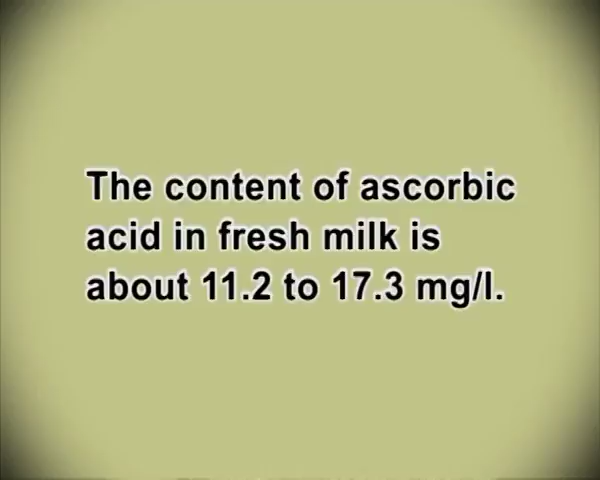 The content of ascorbic
acid in fresh milk is
about 11.2 to 17.3 mg/l.